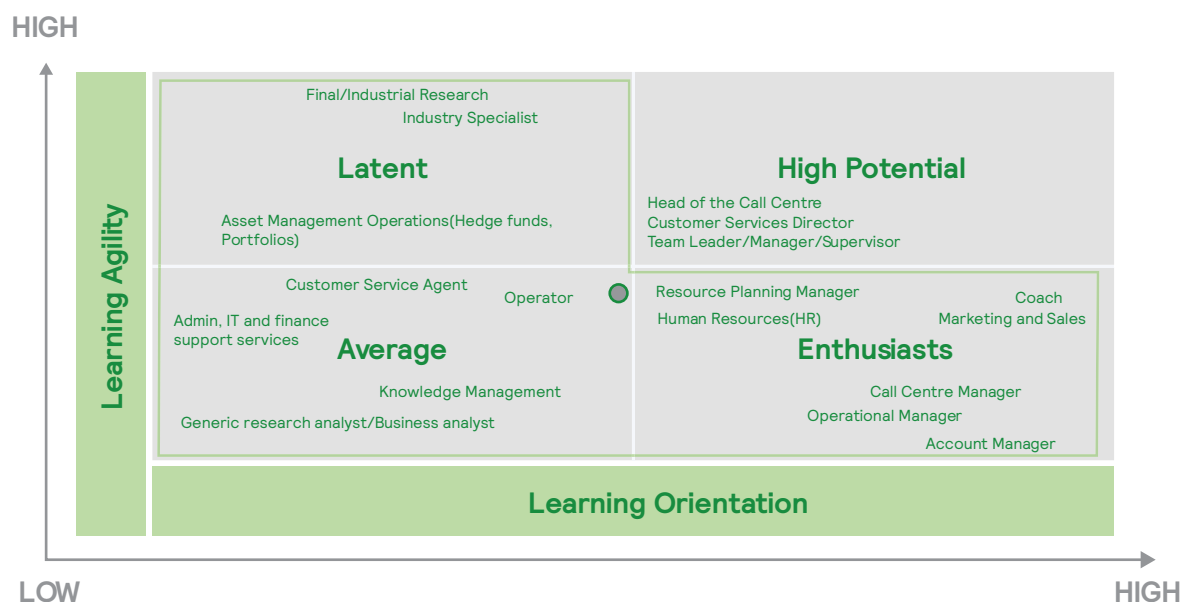 HIGH
Learning Agility
Final/Industrial Research
Industry Specialist
Latent
Asset Management Operations(Hedge funds,
Portfolios)
High Potential
Head of the Call Centre
Customer Services Director
Team Leader/Manager/Supervisor
Customer Service Agent
Operator
Admin, IT and finance
support services
Average
Knowledge Management
Generic research analyst/Business analyst
Resource Planning Manager
Coach
Human Resources(HR)
Marketing and Sales
Enthusiasts
Call Centre Manager
Operational Manager
Account Manager
Learning Orientation
LOW
HIGH